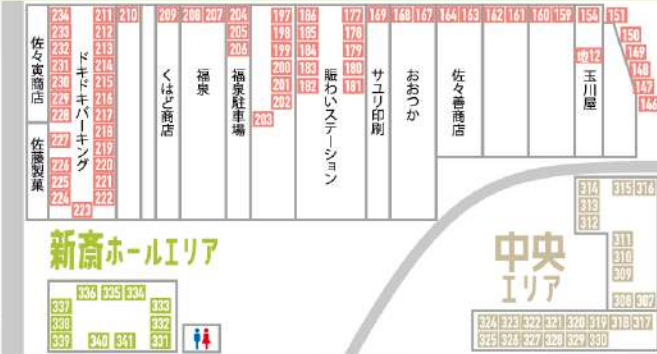 234 211 210 209 208 207 204 197 186 177 169 168 167 164 163 162 161 160 159 154 151
233 212 205 198 185 178 150
232 213 206 199 184 179 地12 149
231 214 200 183 180 148
230 215 201 182 181 147
229 216 202 146
228 217 203
227 218
219
226 220
225 221
224 222
223
佐々寅商店
佐藤製菓
ドキドキパーキング
くはど商店
福泉
福泉駐車場
賑わいステーション
サユリ印刷
おおつか
佐々善商店
玉川屋
新斎ホールエリア
336 335 334
337 333
338 332
339 340 341 331
中央
エリア
314 315 316
313
312
311
310
309
308 307
324 323 322 321 320 319 318 317
325 326 327 328 329 330